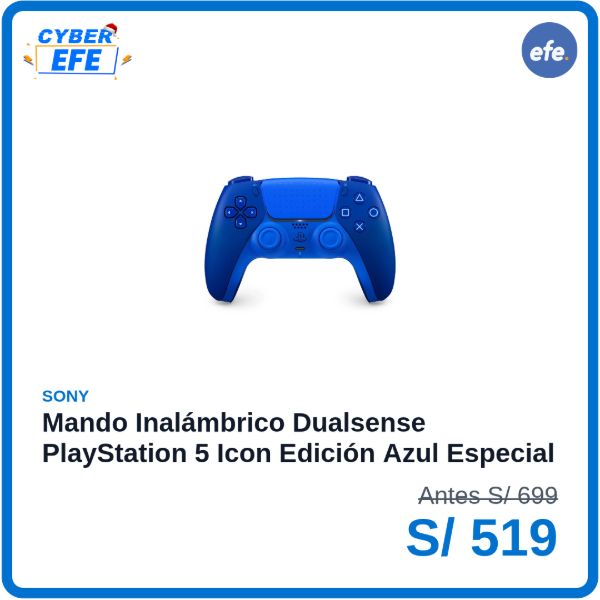 CYBER
EFE
efe.
SONY
Mando Inalámbrico Dualsense
PlayStation 5 Icon Edición Azul Especial
Antes S/ 699
S/ 519